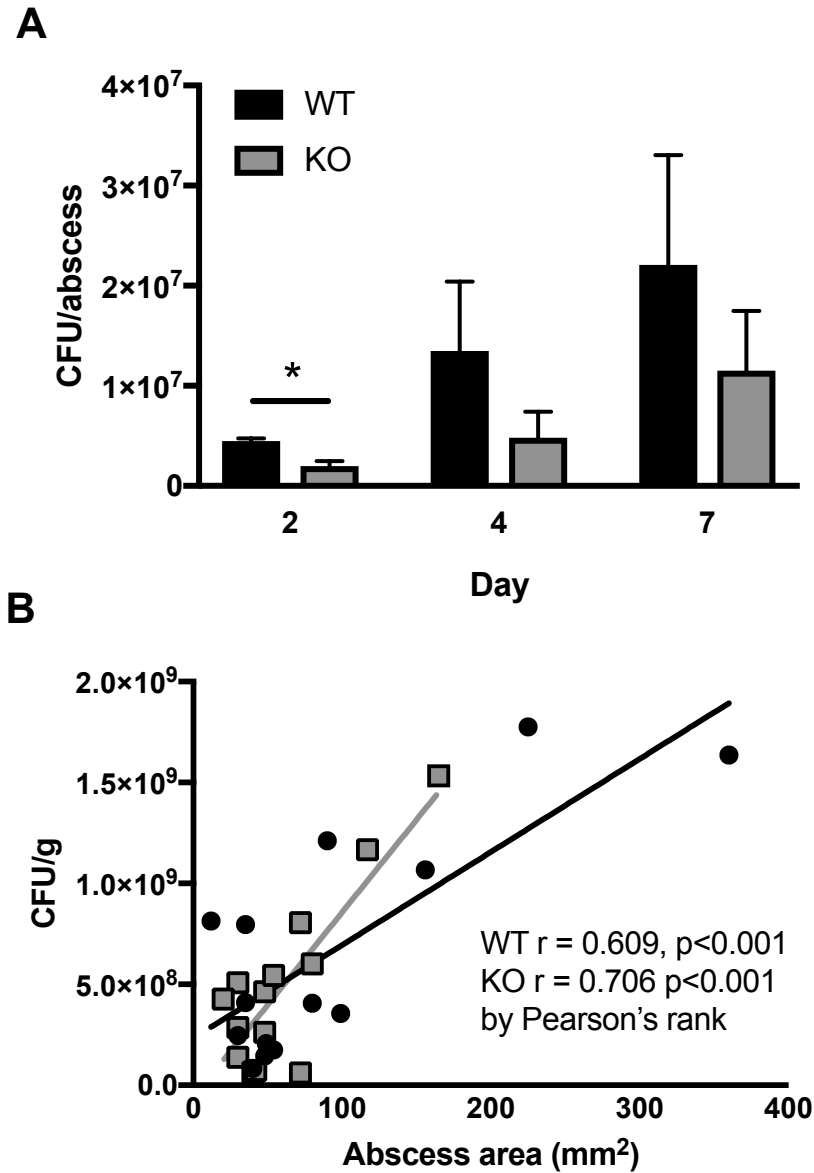 A
4×10⁷
3×10⁷
2×10⁷
1×10⁷
0
CFU/abscess
WT
KO
*
2 4 7
Day
B
2.0×10⁹
1.5×10⁹
1.0×10⁹
5.0×10⁸
0.0
CFU/g
WT r = 0.609, p<0.001
KO r = 0.706 p<0.001
by Pearson's rank
0 100 200 300 400
Abscess area (mm²)